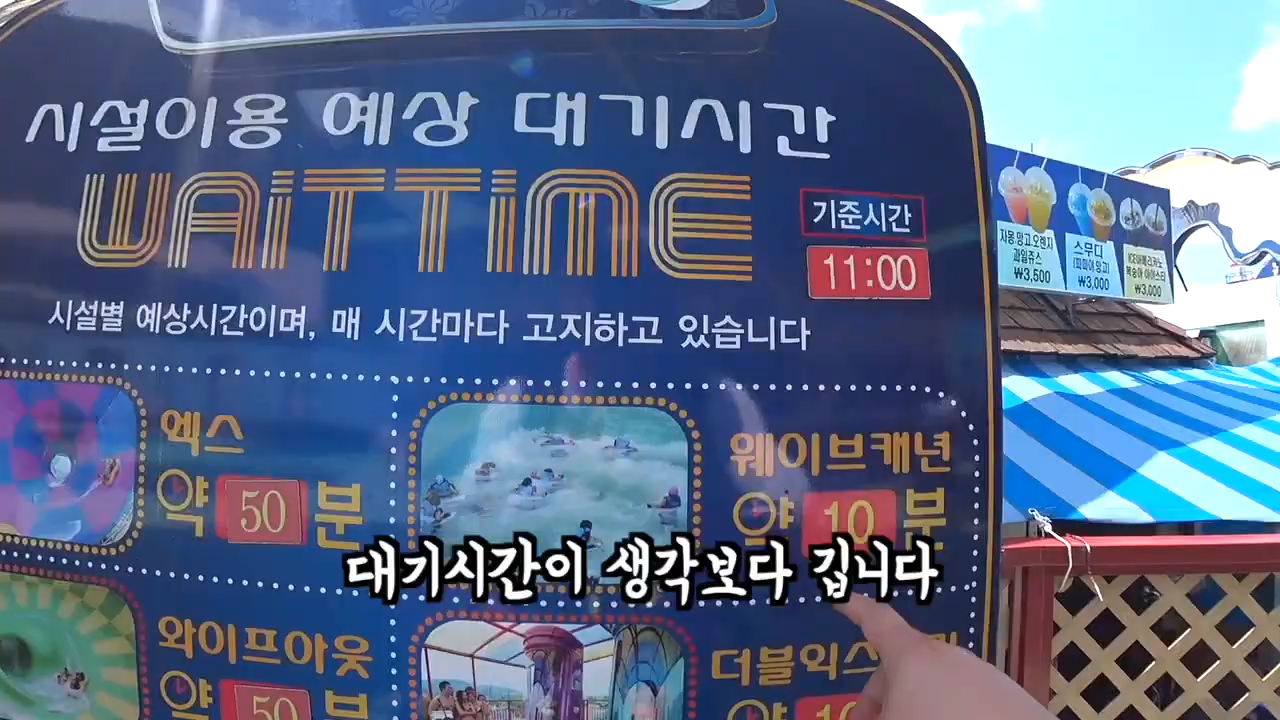 시설이용 예상 대기시간
WAITTIME
기준시간
11:00
시설별 예상시간이며, 매 시간마다 고지하고 있습니다
엑스
약 50 분
웨이브캐년
약 10 분
대기시간이 생각보다 깁니다
와이프아웃
약 50 분
더블익스
약 10
자몽.망고.오렌지
과일쥬스
₩3,500
스무디
₩3,000
₩3,000